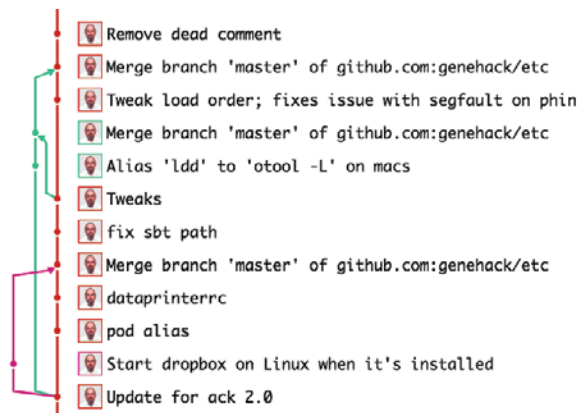 Remove dead comment
Merge branch 'master' of github.com:genehack/etc
Tweak load order; fixes issue with segfault on phin
Merge branch 'master' of github.com:genehack/etc
Alias 'ldd' to 'otool -L' on macs
Tweaks
fix sbt path
Merge branch 'master' of github.com:genehack/etc
dataprinterrc
pod alias
Start dropbox on Linux when it's installed
Update for ack 2.0